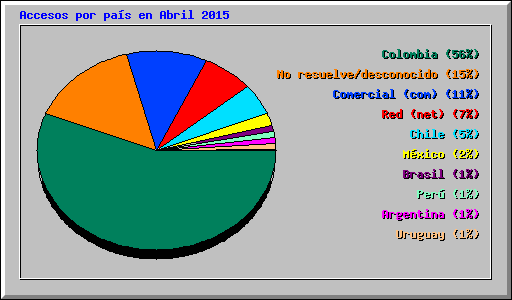 Accesos por país en Abril 2015
Colombia (56%)
No resuelve/desconocido (15%)
Comercial (com) (11%)
Red (net) (7%)
Chile (5%)
México (2%)
Brasil (1%)
Perú (1%)
Argentina (1%)
Uruguay (1%)